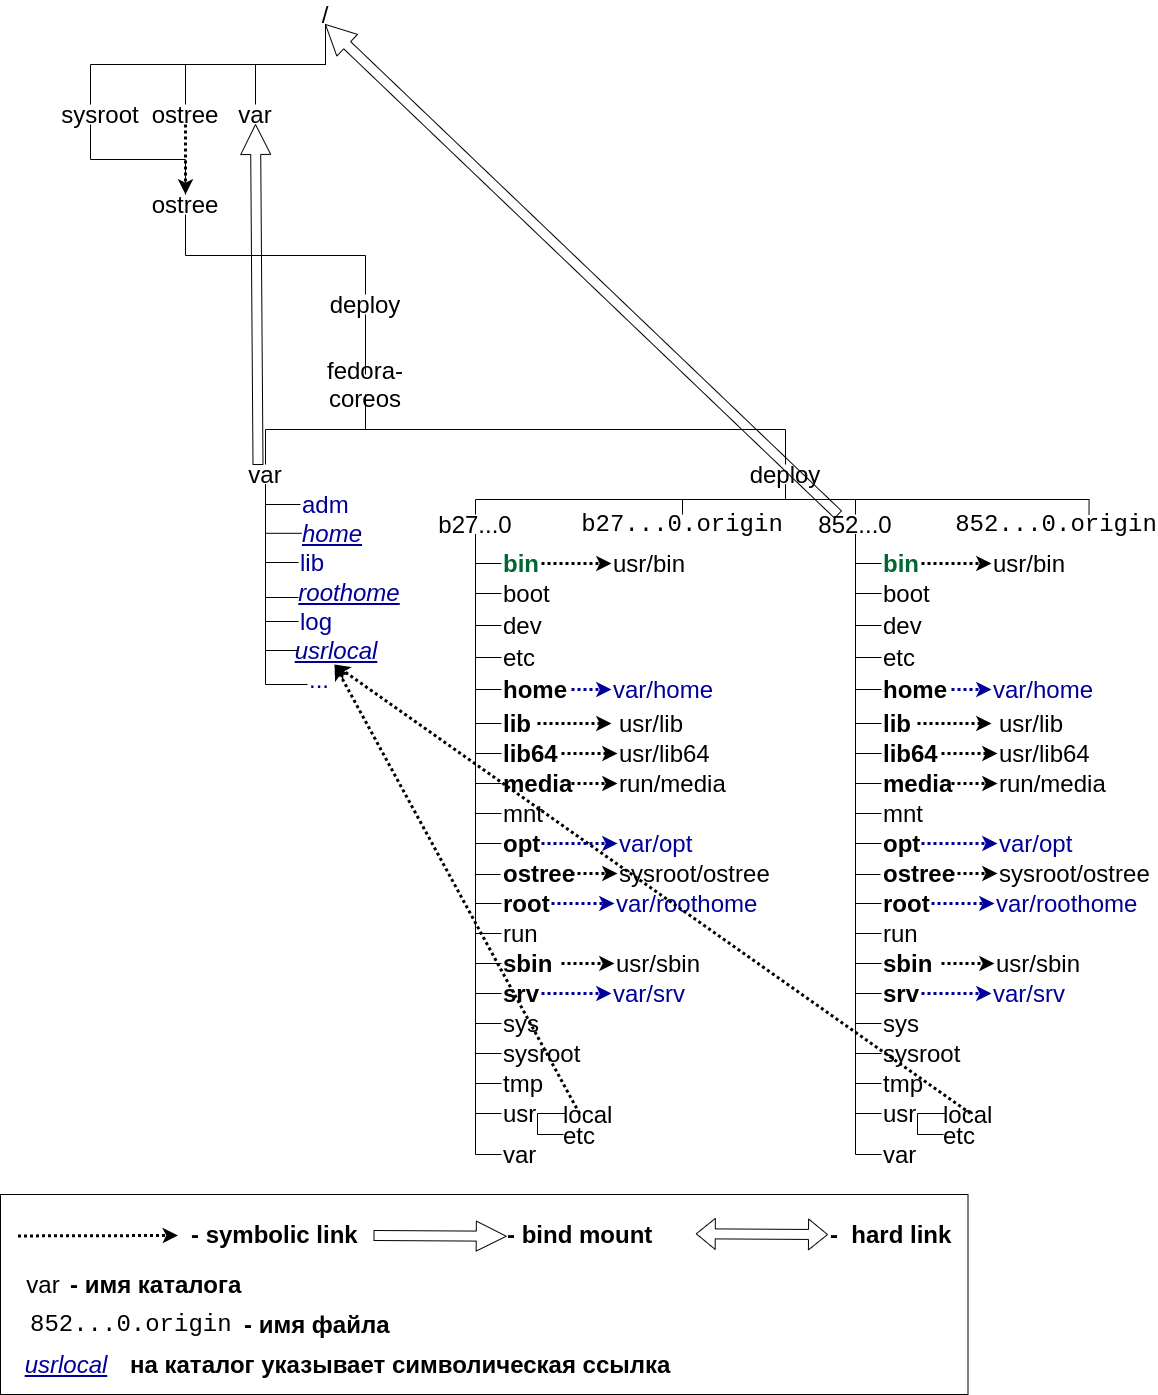 /
sysroot ostree var
ostree
deploy
fedora-
coreos
var deploy
adm
home
lib
roothome
log
usrlocal
...
b27...0 b27...0.origin 852...0 852...0.origin
bin usr/bin
boot
dev
etc
home var/home
lib usr/lib
lib64 usr/lib64
media run/media
mnt
opt var/opt
ostree sysroot/ostree
root var/roothome
run
sbin usr/sbin
srv var/srv
sys
sysroot
tmp
usr local
etc
var
bin usr/bin
boot
dev
etc
home var/home
lib usr/lib
lib64 usr/lib64
media run/media
mnt
opt var/opt
ostree sysroot/ostree
root var/roothome
run
sbin usr/sbin
srv var/srv
sys
sysroot
tmp
usr local
etc
var
- symbolic link - bind mount - hard link
var - имя каталога
852...0.origin - имя файла
usrlocal на каталог указывает символическая ссылка